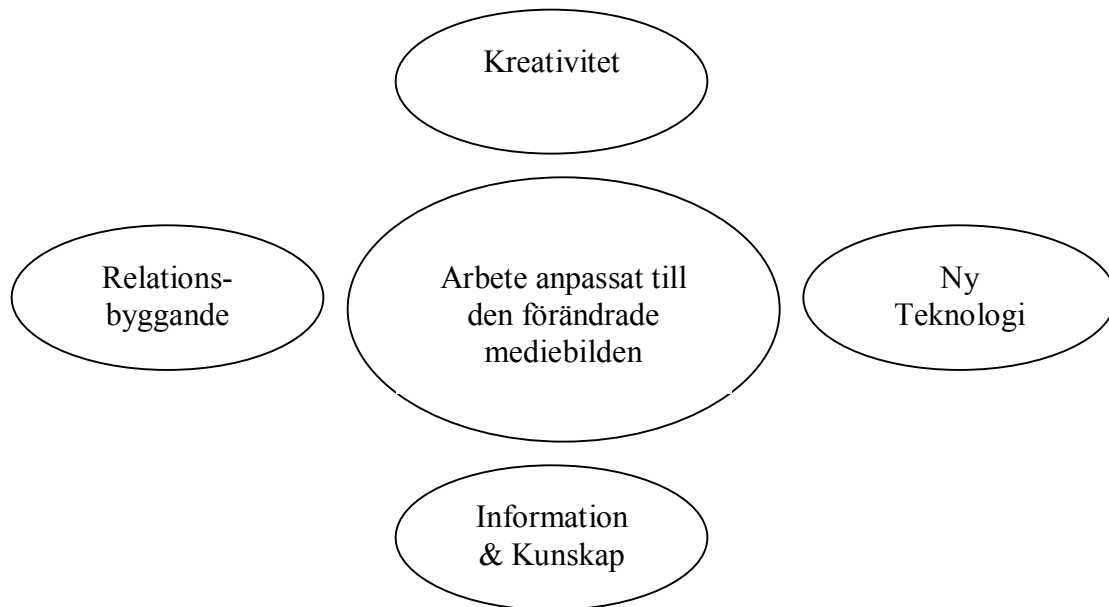 Kreativitet
Relations-
byggande
Arbete anpassat till
den förändrade
mediebilden
Ny
Teknologi
Information
& Kunskap